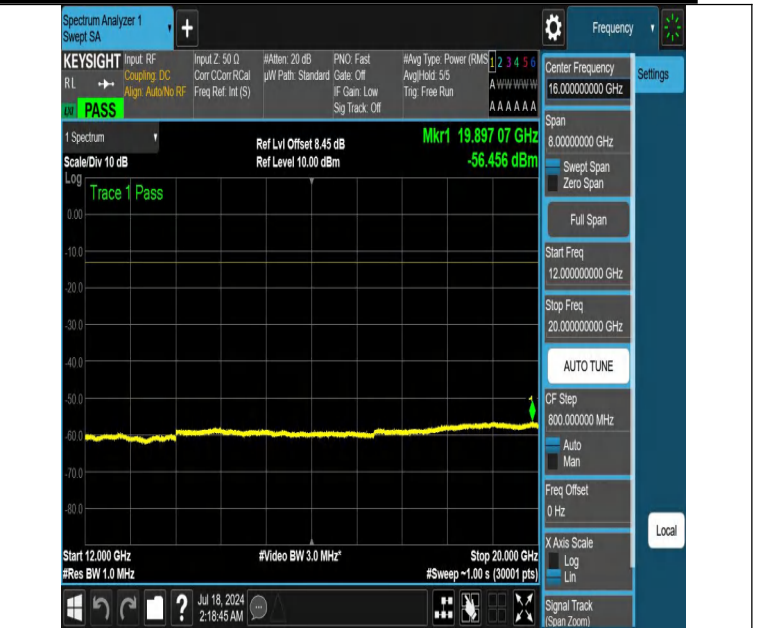 Spectrum Analyzer 1
Swept SA
+
Frequency
KEYSIGHT
RL
PASS
Input: RF
Coupling: DC
Align: Auto/No RF
Input Z: 50 Ω
Corr CCorr RCal
Freq Ref: Int (S)
#Atten: 20 dB
µW Path: Standard
PNO: Fast
Gate: Off
IF Gain: Low
Sig Track: Off
#Avg Type: Power (RMS
Avg|Hold: 5/5
Trig: Free Run
1 2 3 4 5 6
A W W W W W
A A A A A A
1 Spectrum
Scale/Div 10 dB
Ref Lvl Offset 8.45 dB
Ref Level 10.00 dBm
Mkr1 19.897 07 GHz
-56.456 dBm
Log
Trace 1 Pass
0.00
-10.0
-20.0
-30.0
-40.0
-50.0
-60.0
-70.0
-80.0
1
Start 12.000 GHz
#Res BW 1.0 MHz
#Video BW 3.0 MHz*
Stop 20.000 GHz
#Sweep ~1.00 s (30001 pts)
Center Frequency
16.000000000 GHz
Settings
Span
8.00000000 GHz
Swept Span
Zero Span
Full Span
Start Freq
12.000000000 GHz
Stop Freq
20.000000000 GHz
AUTO TUNE
CF Step
800.000000 MHz
Auto
Man
Freq Offset
0 Hz
X Axis Scale
Log
Lin
Local
Signal Track
(Span Zoom)
?
Jul 18, 2024
2:18:45 AM